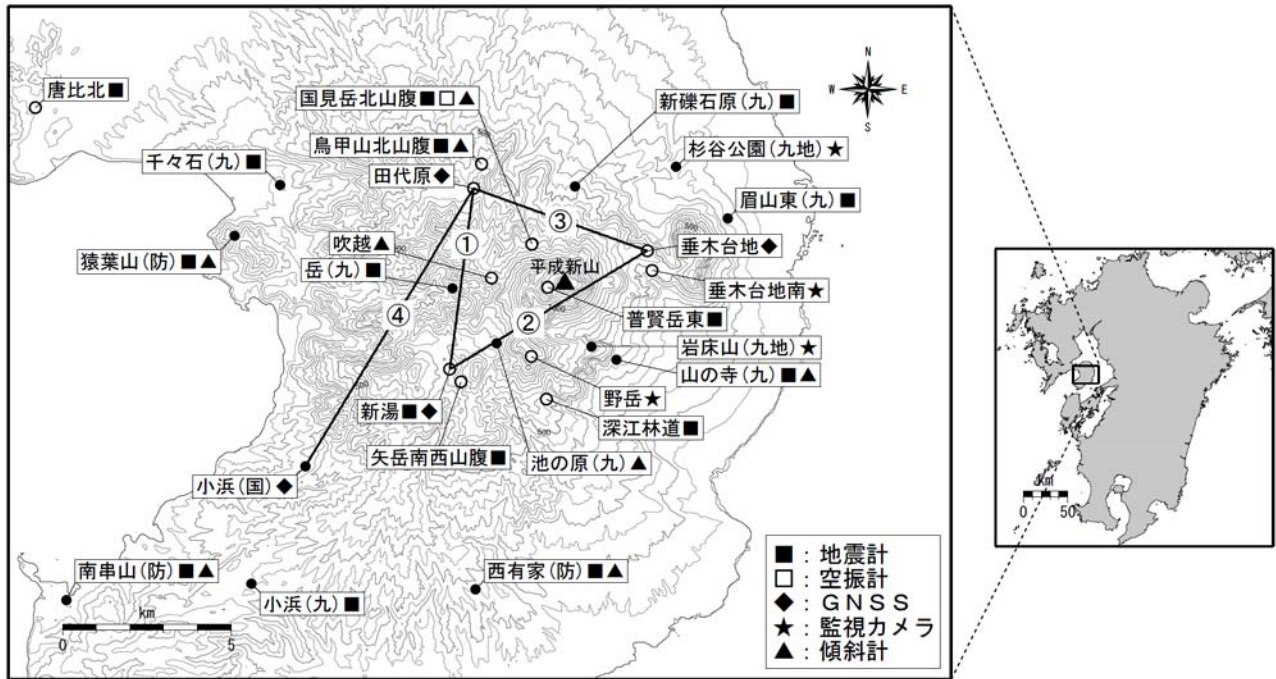 唐比北■
国見岳北山腹■□▲
新礫石原(九)■
N
W E
S
鳥甲山北山腹■▲
杉谷公園(九地)★
千々石(九)■
田代原◆
眉山東(九)■
500
③
500
①
吹越▲
垂木台地◆
猿葉山(防)■▲
500
岳(九)■
平成新山
垂木台地南★
④
②
普賢岳東■
岩床山(九地)★
山の寺(九)■▲
新湯■◆
野岳★
500
深江林道■
矢岳南西山腹■
池の原(九)▲
小浜(国)◆
南串山(防)■▲
西有家(防)■▲
小浜(九)■
km
0 5
■:地震計
□:空振計
◆:GNSS
★:監視カメラ
▲:傾斜計
km
0 50